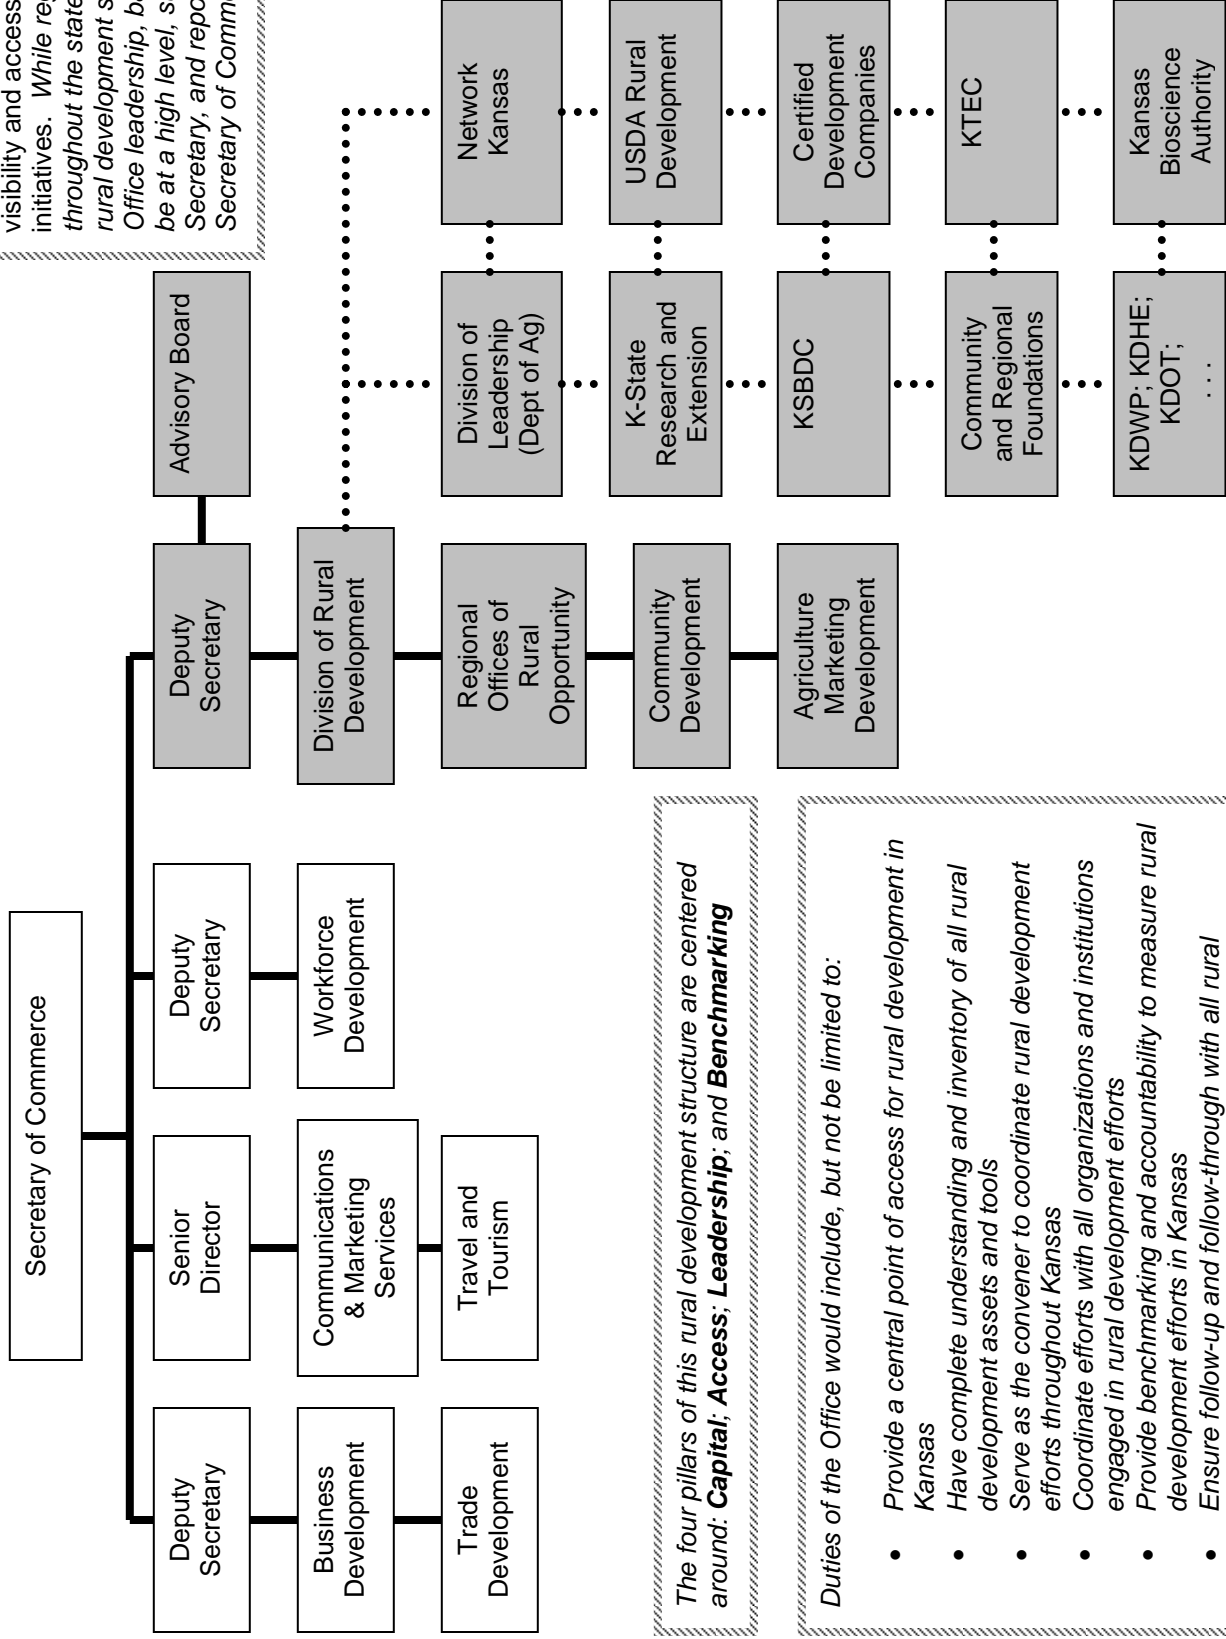 visibility and access
initiatives. While reg
throughout the state
rural development s
Office leadership, ba
be at a high level, s
Secretary, and repo
Secretary of Comme
Secretary of Commerce
Deputy
Secretary
Senior
Director
Deputy
Secretary
Deputy
Secretary
Advisory Board
Business
Development
Communications
& Marketing
Services
Workforce
Development
Division of Rural
Development
Trade
Development
Travel and
Tourism
Regional
Offices of
Rural
Opportunity
Division of
Leadership
(Dept of Ag)
Network
Kansas
Community
Development
K-State
Research and
Extension
USDA Rural
Development
Agriculture
Marketing
Development
KSBDC
Certified
Development
Companies
Community
and Regional
Foundations
KTEC
KDWP; KDHE;
KDOT;
. . .
Kansas
Bioscience
Authority
The four pillars of this rural development structure are centered
around: Capital; Access; Leadership; and Benchmarking
Duties of the Office would include, but not be limited to:
• Provide a central point of access for rural development in
Kansas
• Have complete understanding and inventory of all rural
development assets and tools
• Serve as the convener to coordinate rural development
efforts throughout Kansas
• Coordinate efforts with all organizations and institutions
engaged in rural development efforts
• Provide benchmarking and accountability to measure rural
development efforts in Kansas
• Ensure follow-up and follow-through with all rural